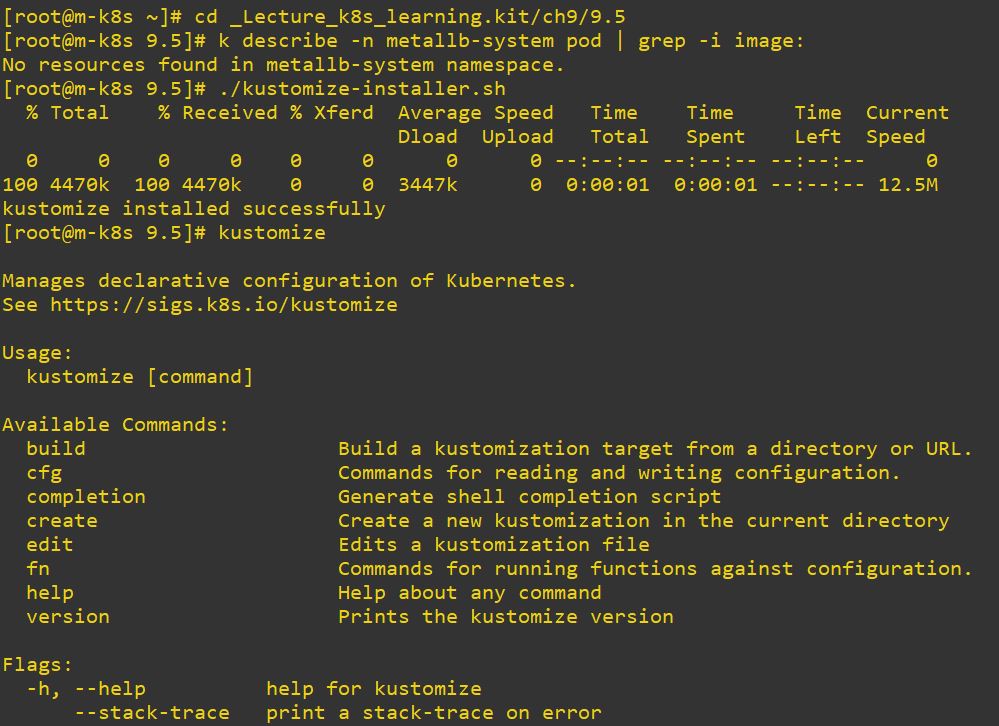 [root@m-k8s ~]# cd _Lecture_k8s_learning.kit/ch9/9.5
[root@m-k8s 9.5]# k describe -n metallb-system pod | grep -i image:
No resources found in metallb-system namespace.
[root@m-k8s 9.5]# ./kustomize-installer.sh
  % Total    % Received % Xferd  Average Speed   Time    Time     Time  Current
                                 Dload  Upload   Total   Spent    Left  Speed
  0     0    0     0    0     0      0      0 --:--:-- --:--:-- --:--:--     0
100 4470k  100 4470k    0     0  3447k      0  0:00:01  0:00:01 --:--:-- 12.5M
kustomize installed successfully
[root@m-k8s 9.5]# kustomize
Manages declarative configuration of Kubernetes.
See https://sigs.k8s.io/kustomize
Usage:
  kustomize [command]
Available Commands:
  build                     Build a kustomization target from a directory or URL.
  cfg                       Commands for reading and writing configuration.
  completion                Generate shell completion script
  create                    Create a new kustomization in the current directory
  edit                      Edits a kustomization file
  fn                        Commands for running functions against configuration.
  help                      Help about any command
  version                   Prints the kustomize version
Flags:
  -h, --help          help for kustomize
      --stack-trace   print a stack-trace on error